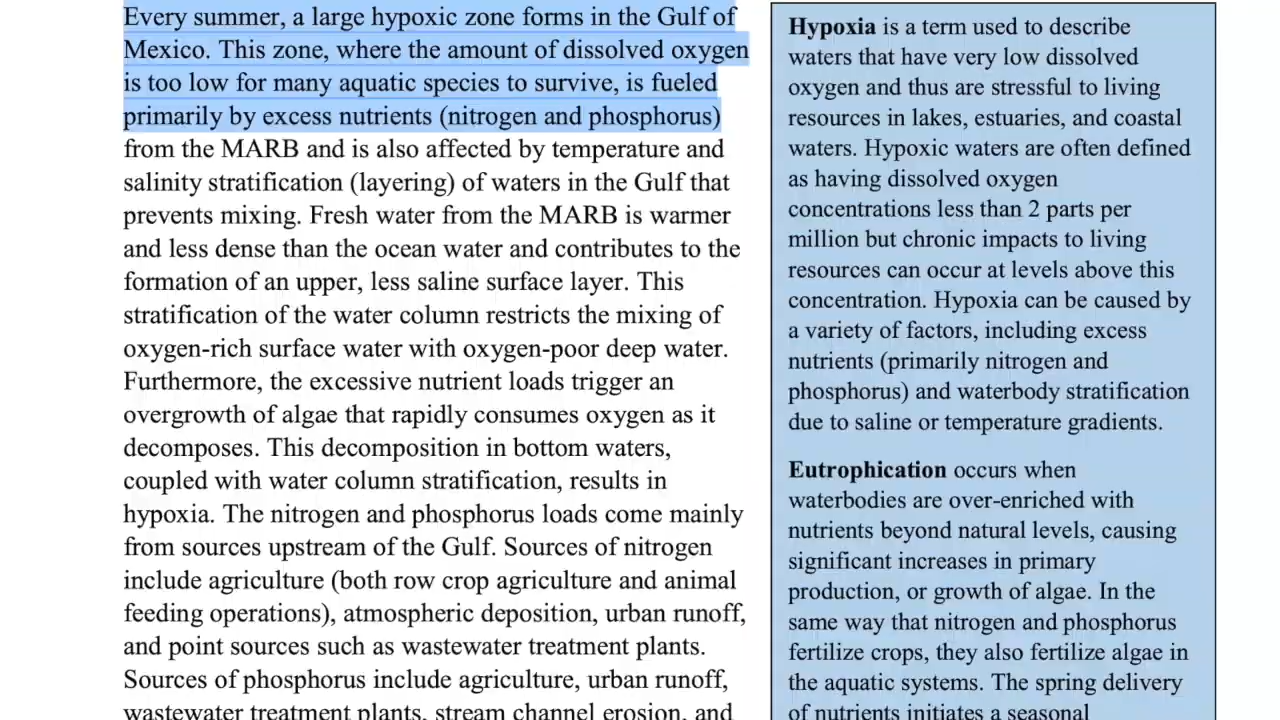 Every summer, a large hypoxic zone forms in the Gulf of
Mexico. This zone, where the amount of dissolved oxygen
is too low for many aquatic species to survive, is fueled
primarily by excess nutrients (nitrogen and phosphorus)
from the MARB and is also affected by temperature and
salinity stratification (layering) of waters in the Gulf that
prevents mixing. Fresh water from the MARB is warmer
and less dense than the ocean water and contributes to the
formation of an upper, less saline surface layer. This
stratification of the water column restricts the mixing of
oxygen-rich surface water with oxygen-poor deep water.
Furthermore, the excessive nutrient loads trigger an
overgrowth of algae that rapidly consumes oxygen as it
decomposes. This decomposition in bottom waters,
coupled with water column stratification, results in
hypoxia. The nitrogen and phosphorus loads come mainly
from sources upstream of the Gulf. Sources of nitrogen
include agriculture (both row crop agriculture and animal
feeding operations), atmospheric deposition, urban runoff,
and point sources such as wastewater treatment plants.
Sources of phosphorus include agriculture, urban runoff,
wastewater treatment plants, stream channel erosion, and
Hypoxia is a term used to describe
waters that have very low dissolved
oxygen and thus are stressful to living
resources in lakes, estuaries, and coastal
waters. Hypoxic waters are often defined
as having dissolved oxygen
concentrations less than 2 parts per
million but chronic impacts to living
resources can occur at levels above this
concentration. Hypoxia can be caused by
a variety of factors, including excess
nutrients (primarily nitrogen and
phosphorus) and waterbody stratification
due to saline or temperature gradients.
Eutrophication occurs when
waterbodies are over-enriched with
nutrients beyond natural levels, causing
significant increases in primary
production, or growth of algae. In the
same way that nitrogen and phosphorus
fertilize crops, they also fertilize algae in
the aquatic systems. The spring delivery
of nutrients initiates a seasonal